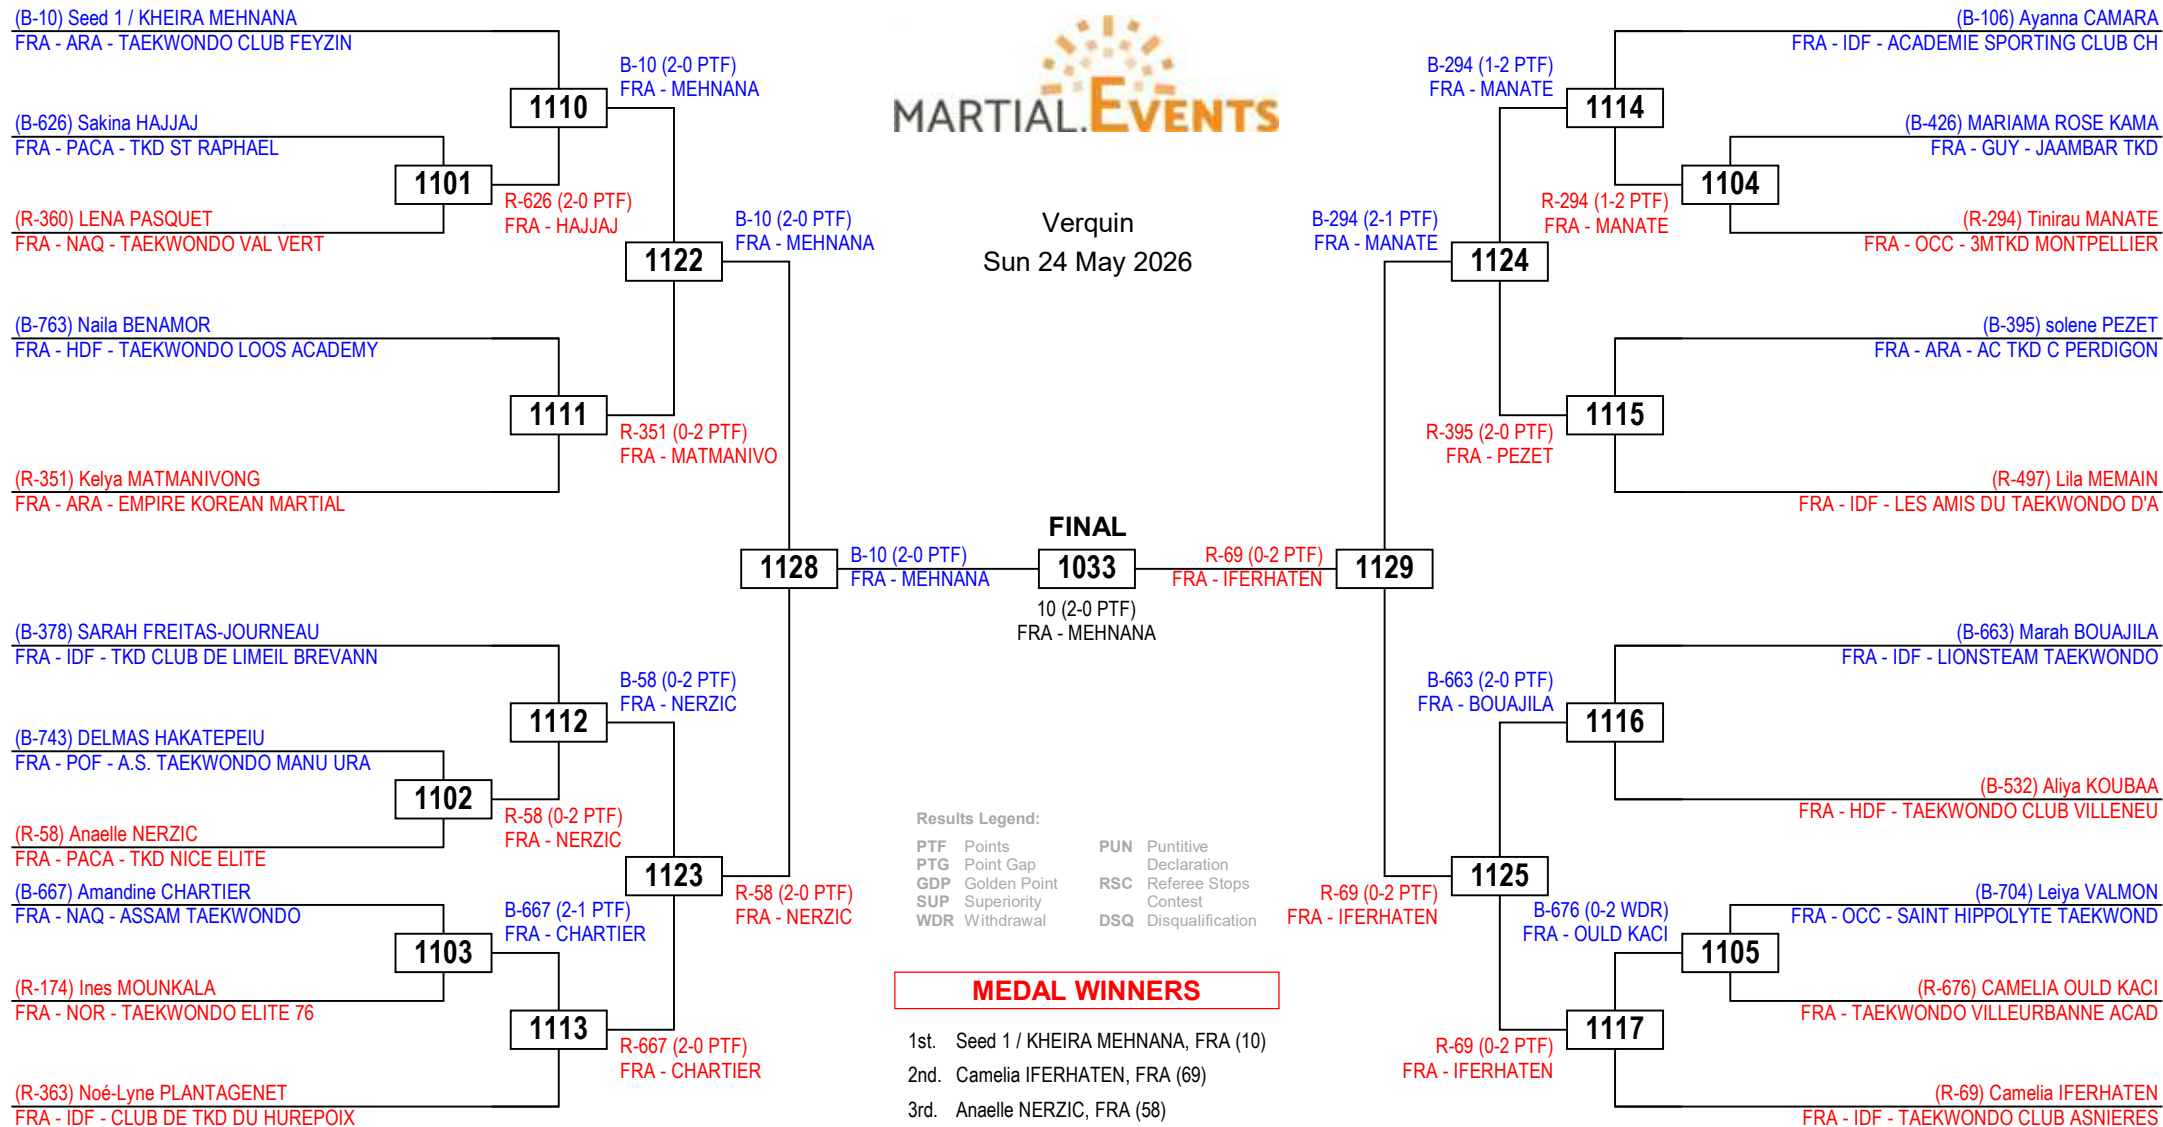 (B-10) Seed 1 / KHEIRA MEHNANA
FRA - ARA - TAEKWONDO CLUB FEYZIN
(B-626) Sakina HAJJAJ
FRA - PACA - TKD ST RAPHAEL
(R-360) LENA PASQUET
FRA - NAQ - TAEKWONDO VAL VERT
(B-763) Naila BENAMOR
FRA - HDF - TAEKWONDO LOOS ACADEMY
(R-351) Kelya MATMANIVONG
FRA - ARA - EMPIRE KOREAN MARTIAL
(B-378) SARAH FREITAS-JOURNEAU
FRA - IDF - TKD CLUB DE LIMEIL BREVANN
(B-743) DELMAS HAKATEPEIU
FRA - POF - A.S. TAEKWONDO MANU URA
(R-58) Anaelle NERZIC
FRA - PACA - TKD NICE ELITE
(B-667) Amandine CHARTIER
FRA - NAQ - ASSAM TAEKWONDO
(R-174) Ines MOUNKALA
FRA - NOR - TAEKWONDO ELITE 76
(R-363) Noé-Lyne PLANTAGENET
FRA - IDF - CLUB DE TKD DU HUREPOIX
1101
R-626 (2-0 PTF)
FRA - HAJJAJ
1102
R-58 (0-2 PTF)
FRA - NERZIC
1103
B-667 (2-1 PTF)
FRA - CHARTIER
1110
B-10 (2-0 PTF)
FRA - MEHNANA
1111
R-351 (0-2 PTF)
FRA - MATMANIVO
1112
B-58 (0-2 PTF)
FRA - NERZIC
1113
R-667 (2-0 PTF)
FRA - CHARTIER
1122
B-10 (2-0 PTF)
FRA - MEHNANA
1123
R-58 (2-0 PTF)
FRA - NERZIC
1128
B-10 (2-0 PTF)
FRA - MEHNANA
MARTIAL.EVENTS
Verquin
Sun 24 May 2026
FINAL
1033
10 (2-0 PTF)
FRA - MEHNANA
Results Legend:
PTF Points
PTG Point Gap
GDP Golden Point
SUP Superiority
WDR Withdrawal
PUN Puntitive
Declaration
RSC Referee Stops
Contest
DSQ Disqualification
MEDAL WINNERS
1st. Seed 1 / KHEIRA MEHNANA, FRA (10)
2nd. Camelia IFERHATEN, FRA (69)
3rd. Anaelle NERZIC, FRA (58)
R-69 (0-2 PTF)
FRA - IFERHATEN
1129
B-294 (2-1 PTF)
FRA - MANATE
1124
R-69 (0-2 PTF)
FRA - IFERHATEN
1125
B-294 (1-2 PTF)
FRA - MANATE
1114
R-395 (2-0 PTF)
FRA - PEZET
1115
B-663 (2-0 PTF)
FRA - BOUAJILA
1116
R-69 (0-2 PTF)
FRA - IFERHATEN
1117
R-294 (1-2 PTF)
FRA - MANATE
1104
B-676 (0-2 WDR)
FRA - OULD KACI
1105
(B-106) Ayanna CAMARA
FRA - IDF - ACADEMIE SPORTING CLUB CH
(B-426) MARIAMA ROSE KAMA
FRA - GUY - JAAMBAR TKD
(R-294) Tinirau MANATE
FRA - OCC - 3MTKD MONTPELLIER
(B-395) solene PEZET
FRA - ARA - AC TKD C PERDIGON
(R-497) Lila MEMAIN
FRA - IDF - LES AMIS DU TAEKWONDO D'A
(B-663) Marah BOUAJILA
FRA - IDF - LIONSTEAM TAEKWONDO
(B-532) Aliya KOUBAA
FRA - HDF - TAEKWONDO CLUB VILLENEU
(B-704) Leiya VALMON
FRA - OCC - SAINT HIPPOLYTE TAEKWOND
(R-676) CAMELIA OULD KACI
FRA - TAEKWONDO VILLEURBANNE ACAD
(R-69) Camelia IFERHATEN
FRA - IDF - TAEKWONDO CLUB ASNIERES